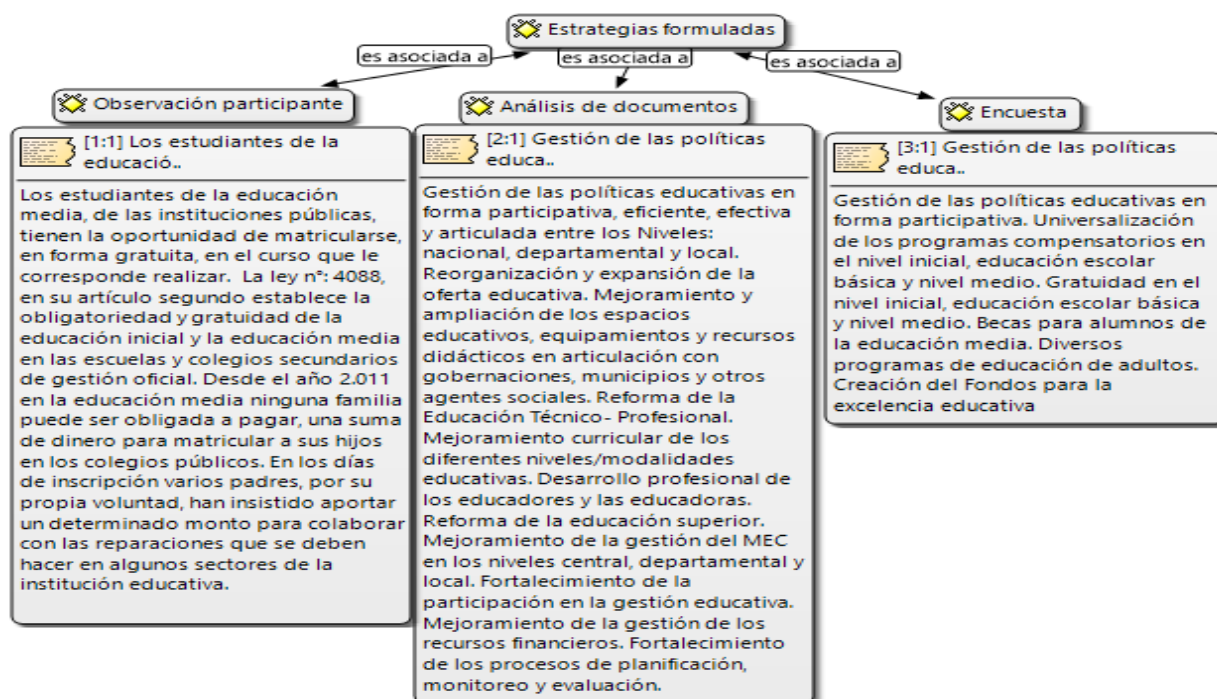 Estrategias formuladas
es asociada a
es asociada a
es asociada a
Observación participante
[1:1] Los estudiantes de la
educació..
Los estudiantes de la educación
media, de las instituciones públicas,
tienen la oportunidad de matricularse,
en forma gratuita, en el curso que le
corresponde realizar. La ley n°: 4088,
en su artículo segundo establece la
obligatoriedad y gratuidad de la
educación inicial y la educación media
en las escuelas y colegios secundarios
de gestión oficial. Desde el año 2.011
en la educación media ninguna familia
puede ser obligada a pagar, una suma
de dinero para matricular a sus hijos
en los colegios públicos. En los días
de inscripción varios padres, por su
propia voluntad, han insistido aportar
un determinado monto para colaborar
con las reparaciones que se deben
hacer en algunos sectores de la
institución educativa.
Análisis de documentos
[2:1] Gestión de las políticas
educa..
Gestión de las políticas educativas en
forma participativa, eficiente, efectiva
y articulada entre los Niveles:
nacional, departamental y local.
Reorganización y expansión de la
oferta educativa. Mejoramiento y
ampliación de los espacios
educativos, equipamientos y recursos
didácticos en articulación con
gobernaciones, municipios y otros
agentes sociales. Reforma de la
Educación Técnico- Profesional.
Mejoramiento curricular de los
diferentes niveles/modalidades
educativas. Desarrollo profesional de
los educadores y las educadoras.
Reforma de la educación superior.
Mejoramiento de la gestión del MEC
en los niveles central, departamental y
local. Fortalecimiento de la
participación en la gestión educativa.
Mejoramiento de la gestión de los
recursos financieros. Fortalecimiento
de los procesos de planificación,
monitoreo y evaluación.
Encuesta
[3:1] Gestión de las políticas
educa..
Gestión de las políticas educativas en
forma participativa. Universalización
de los programas compensatorios en
el nivel inicial, educación escolar
básica y nivel medio. Gratuidad en el
nivel inicial, educación escolar básica
y nivel medio. Becas para alumnos de
la educación media. Diversos
programas de educación de adultos.
Creación del Fondos para la
excelencia educativa